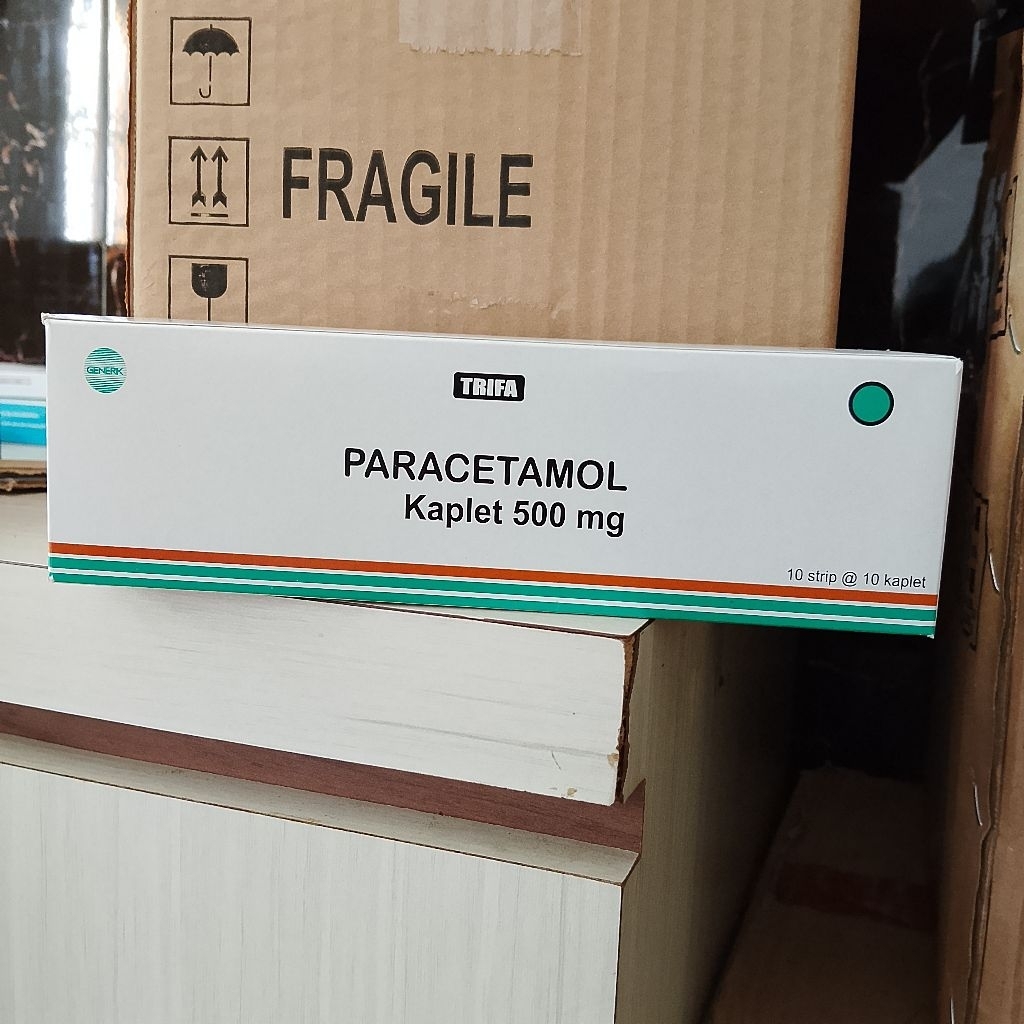 FRAGILE
GENERIK
TRIFA
PARACETAMOL
Kaplet 500 mg
10 strip @ 10 kaplet